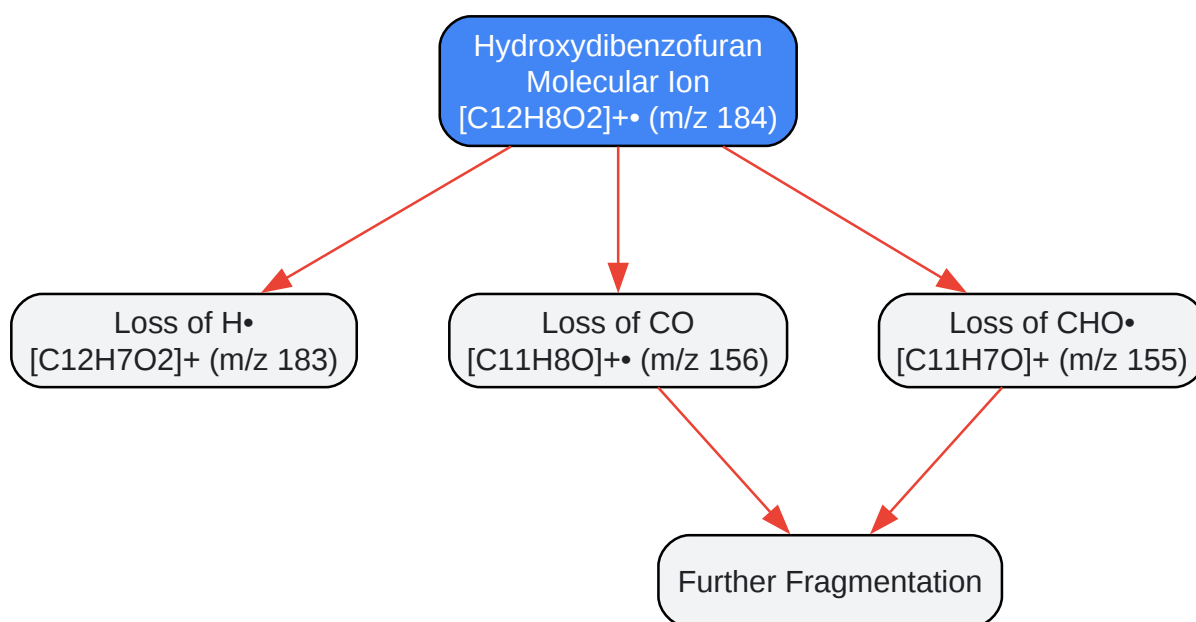 Hydroxydibenzofuran
Molecular Ion
[C12H8O2]+• (m/z 184)
Loss of H•
[C12H7O2]+ (m/z 183)
Loss of CO
[C11H8O]+• (m/z 156)
Loss of CHO•
[C11H7O]+ (m/z 155)
Further Fragmentation